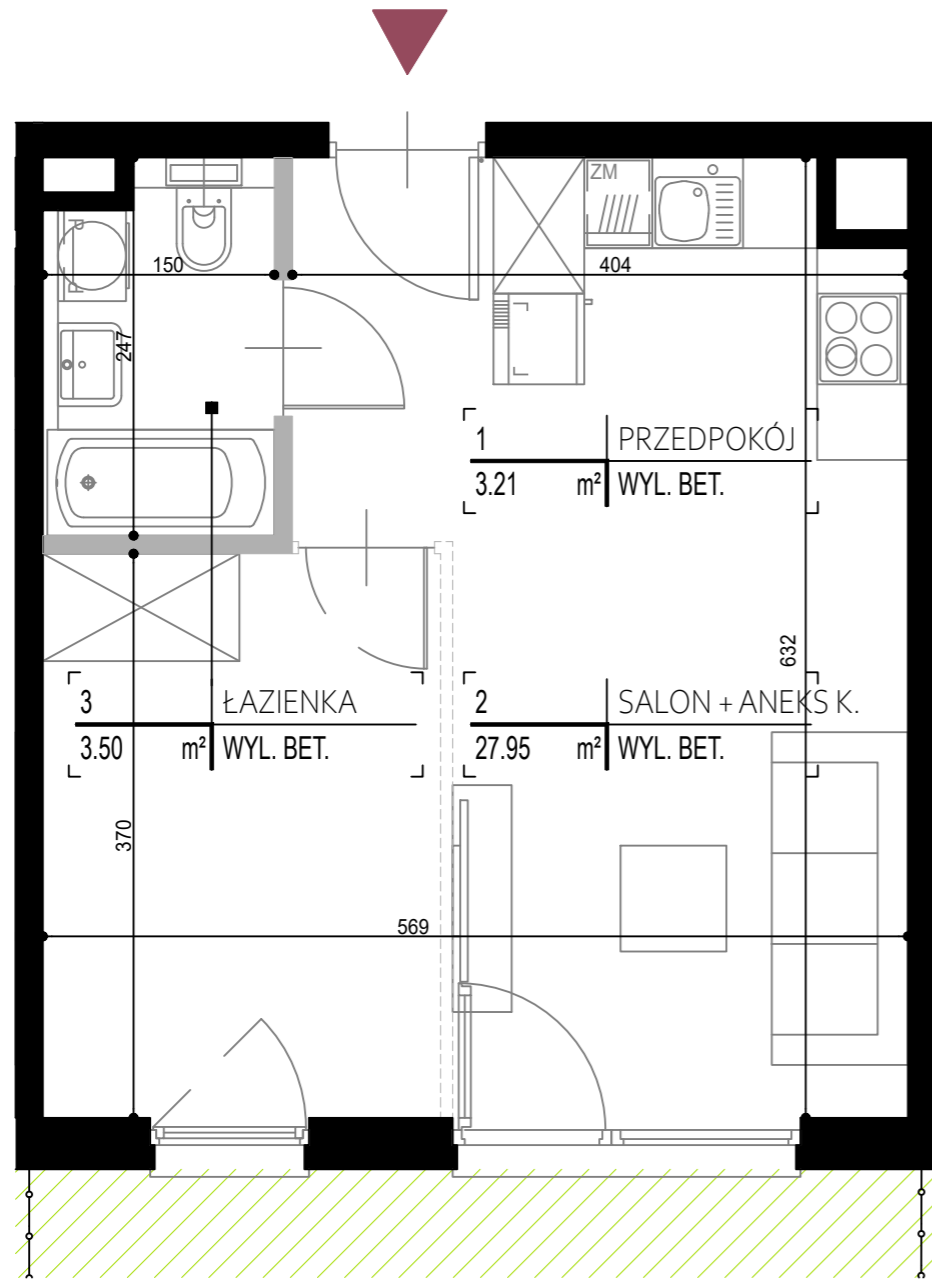 ZM
P
P
150
404
247
1 PRZEDPOKÓJ
3.21 m² WYL. BET.
632
3 ŁAZIENKA
3.50 m² WYL. BET.
2 SALON + ANEKS K.
27.95 m² WYL. BET.
370
569